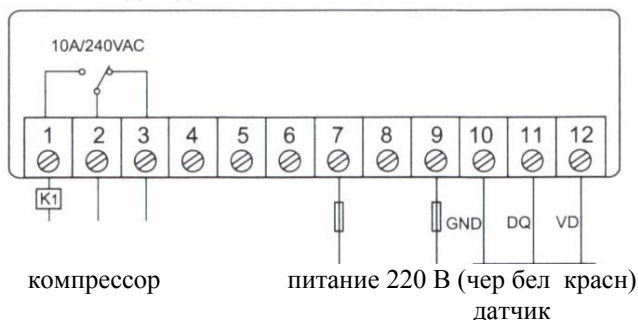 10A/240VAC
1 2 3 4 5 6 7 8 9 10 11 12
K1 GND DQ VD
компрессор питание 220 В (чер бел красн)
датчик